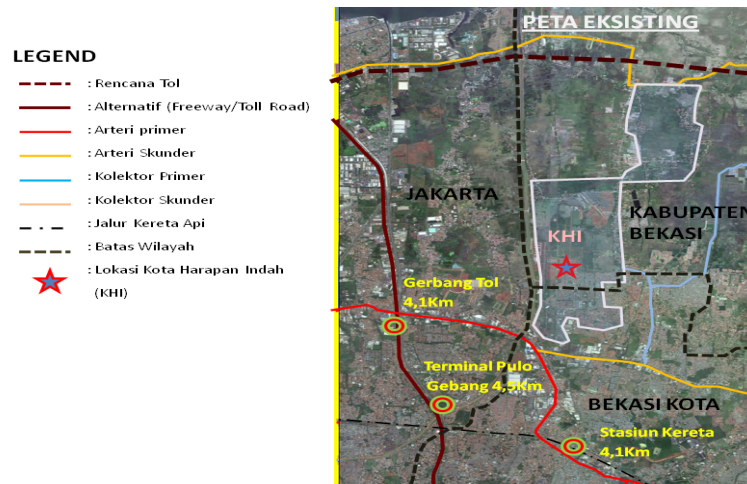 PETA EKSISTING
LEGEND
: Rencana Tol
: Alternatif (Freeway/Toll Road)
: Arteri primer
: Arteri Skunder
: Kolektor Primer
: Kolektor Skunder
: Jalur Kereta Api
: Batas Wilayah
: Lokasi Kota Harapan Indah
(KHI)
JAKARTA
KABUPATEN
BEKASI
KHI
Gerbang Tol
4,1Km
Terminal Pulo
Gebang 4,5Km
BEKASI KOTA
Stasiun Kereta
4,1Km